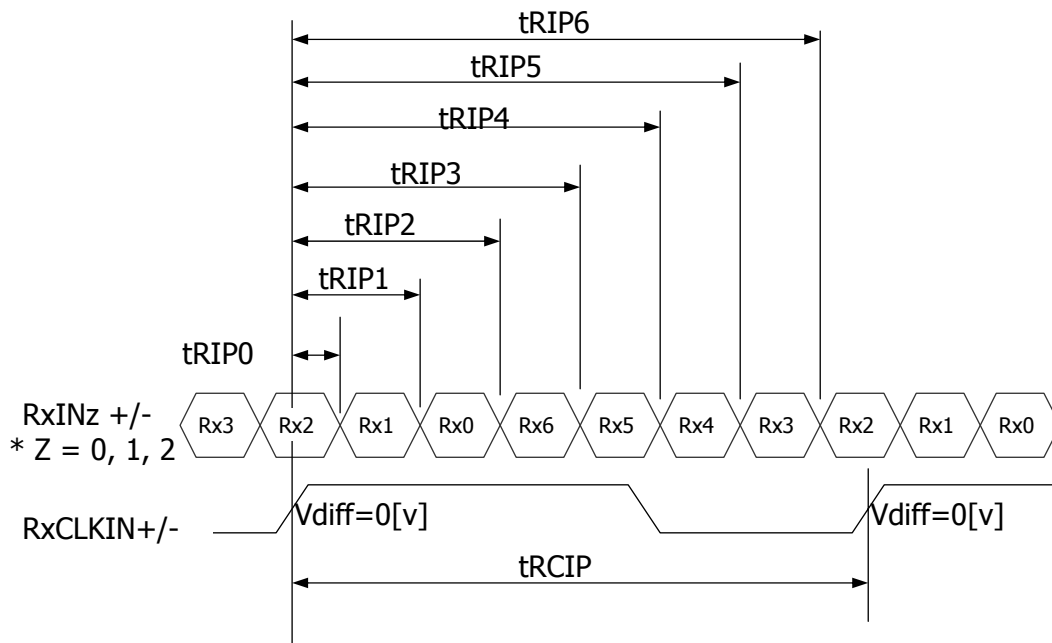 tRIP6
tRIP5
tRIP4
tRIP3
tRIP2
tRIP1
tRIP0
RxINz +/-
* Z = 0, 1, 2
Rx3 Rx2 Rx1 Rx0 Rx6 Rx5 Rx4 Rx3 Rx2 Rx1 Rx0
RxCLKIN+/-
Vdiff=0[v] Vdiff=0[v]
tRCIP